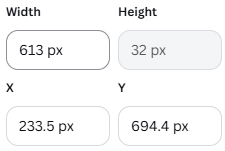 Width Height
613 px 32 px
X Y
233.5 px 694.4 px